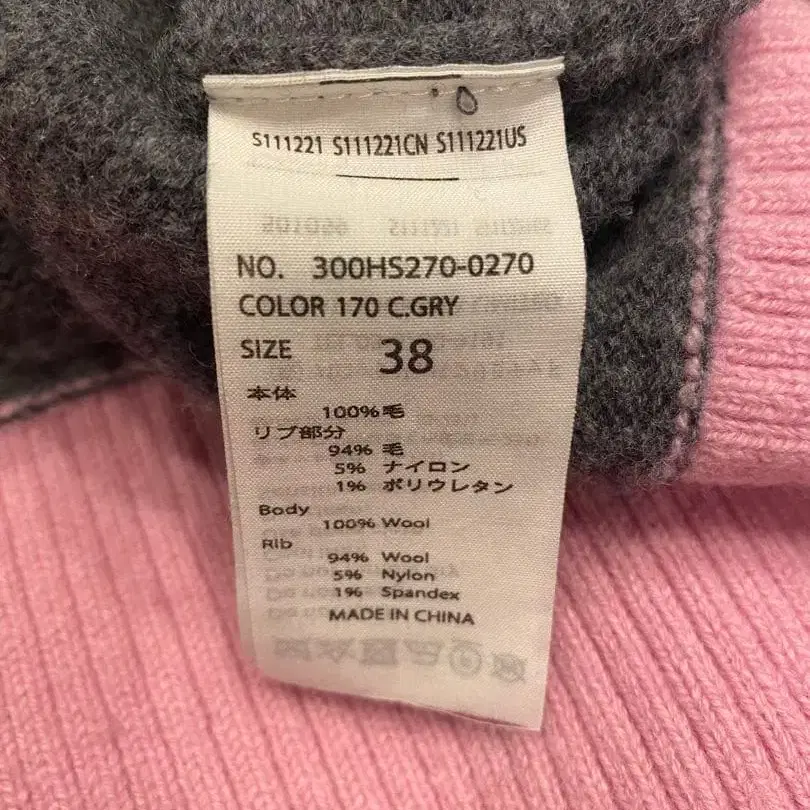 S111221 S111221CN S111221US
NO. 300HS270-0270
COLOR 170 C.GRY
SIZE 38
本体
100% 毛
リブ部分
94% 毛
5% ナイロン
1% ポリウレタン
Body
100% Wool
Rib
94% Wool
5% Nylon
1% Spandex
MADE IN CHINA